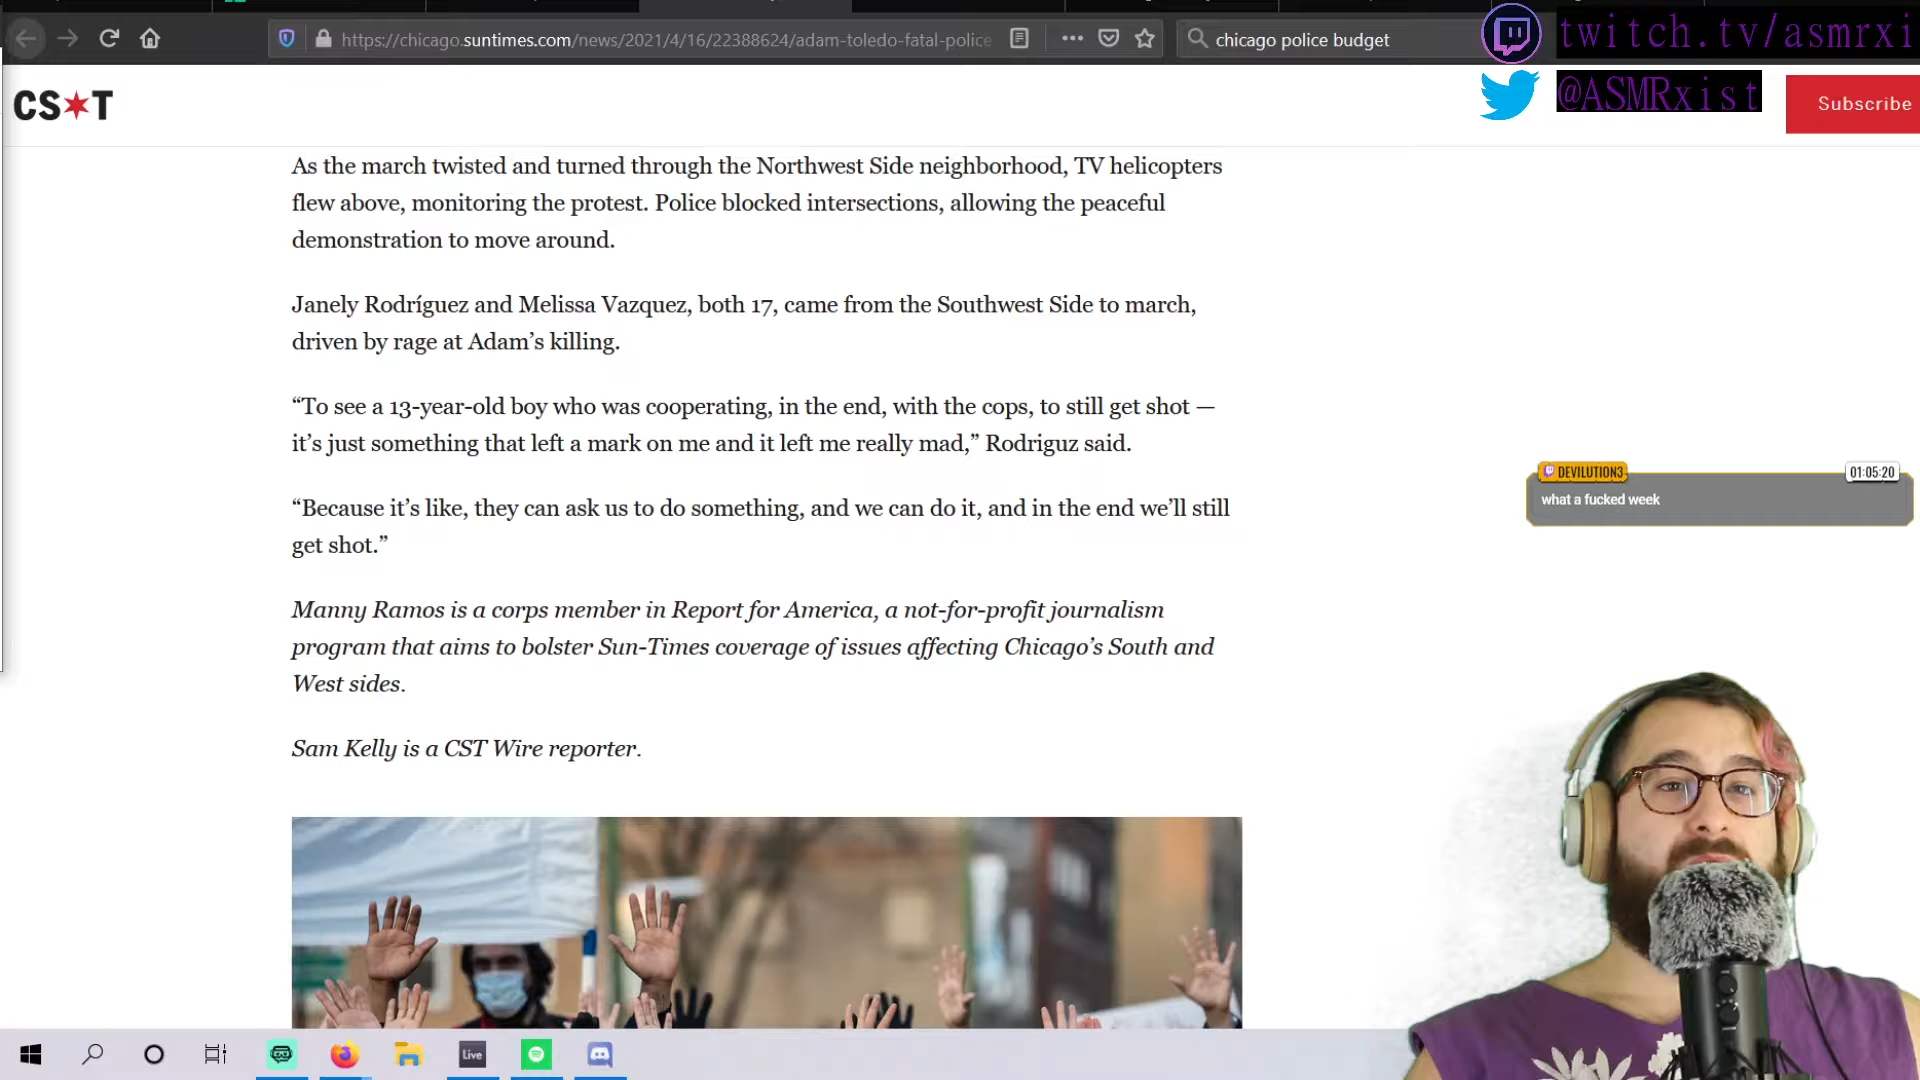 https://chicago.suntimes.com/news/2021/4/16/22388624/adam-toledo-fatal-police
chicago police budget
twitch.tv/asmrxi
@ASMRxist
CS T
Subscribe
As the march twisted and turned through the Northwest Side neighborhood, TV helicopters
flew above, monitoring the protest. Police blocked intersections, allowing the peaceful
demonstration to move around.
Janely Rodríguez and Melissa Vazquez, both 17, came from the Southwest Side to march,
driven by rage at Adam’s killing.
“To see a 13-year-old boy who was cooperating, in the end, with the cops, to still get shot —
it’s just something that left a mark on me and it left me really mad,” Rodriguz said.
“Because it’s like, they can ask us to do something, and we can do it, and in the end we’ll still
get shot.”
DEVILUTION3
01:05:20
what a fucked week
Manny Ramos is a corps member in Report for America, a not-for-profit journalism
program that aims to bolster Sun-Times coverage of issues affecting Chicago’s South and
West sides.
Sam Kelly is a CST Wire reporter.
Live